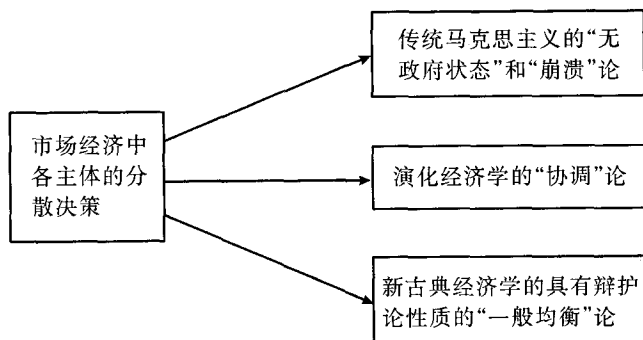 传统马克思主义的“无
政府状态”和“崩溃”论
市场经济中
各主体的分
散决策
演化经济学的“协调”论
新古典经济学的具有辩护
论性质的“一般均衡”论